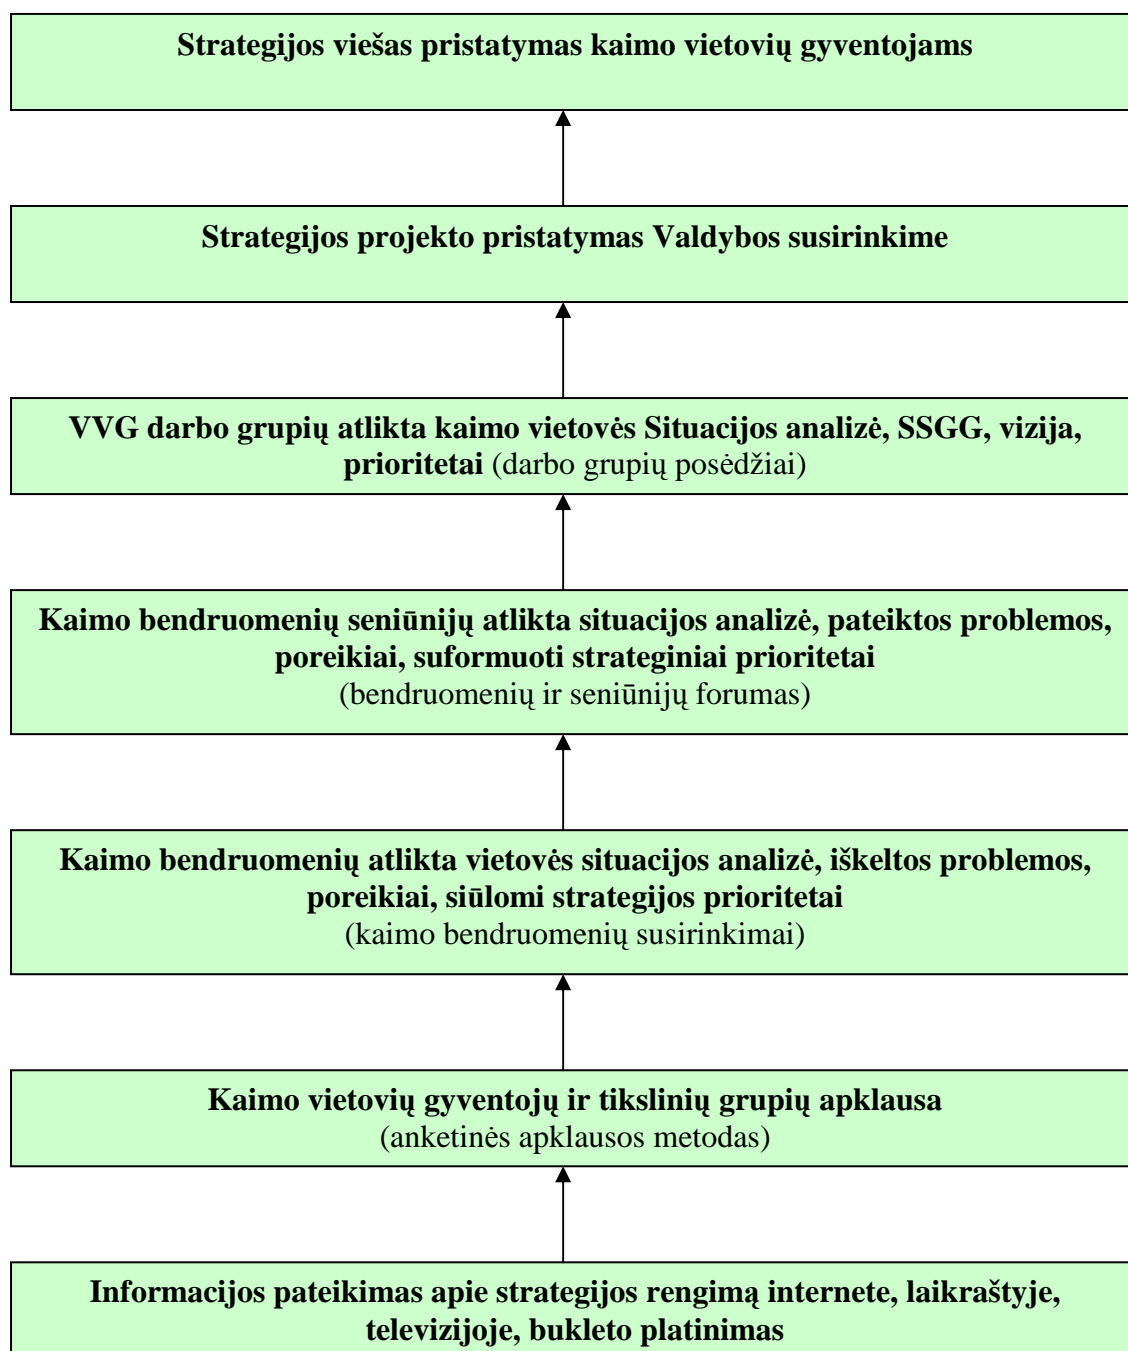 Strategijos viešas pristatymas kaimo vietovių gyventojams
Strategijos projekto pristatymas Valdybos susirinkime
VVG darbo grupių atlikta kaimo vietovės Situacijos analizė, SSGG, vizija,
prioritetai (darbo grupių posėdžiai)
Kaimo bendruomenių seniūnijų atlikta situacijos analizė, pateiktos problemos,
poreikiai, suformuoti strateginiai prioritetai
(bendruomenių ir seniūnijų forumas)
Kaimo bendruomenių atlikta vietovės situacijos analizė, iškeltos problemos,
poreikiai, siūlomi strategijos prioritetai
(kaimo bendruomenių susirinkimai)
Kaimo vietovių gyventojų ir tikslinių grupių apklausa
(anketinės apklausos metodas)
Informacijos pateikimas apie strategijos rengimą internete, laikraštyje,
televizijoje, bukleto platinimas